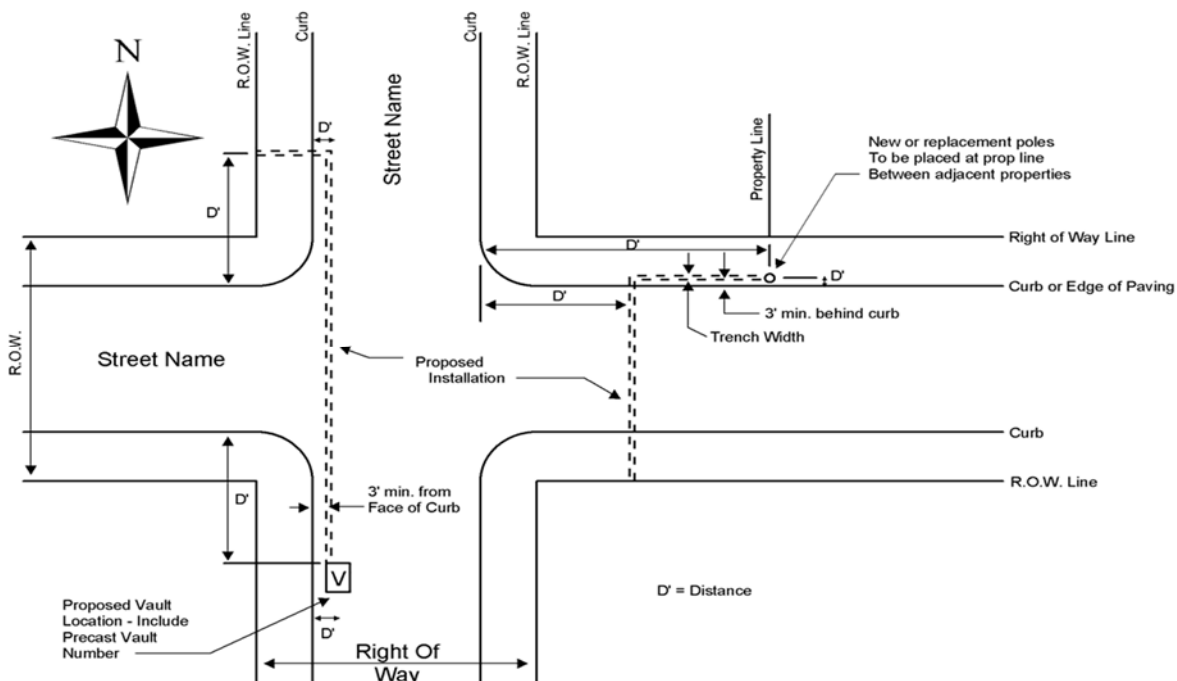 N
R.O.W. Line
Curb
Street Name
Curb
R.O.W. Line
D'
Property Line
New or replacement poles
To be placed at prop line
Between adjacent properties
D'
D'
Right of Way Line
D'
Curb or Edge of Paving
D'
3' min. behind curb
Trench Width
R.O.W.
Street Name
Proposed
Installation
Curb
R.O.W. Line
D'
3' min. from
Face of Curb
V
D' = Distance
Proposed Vault
Location - Include
Precast Vault
Number
D'
Right Of
Way